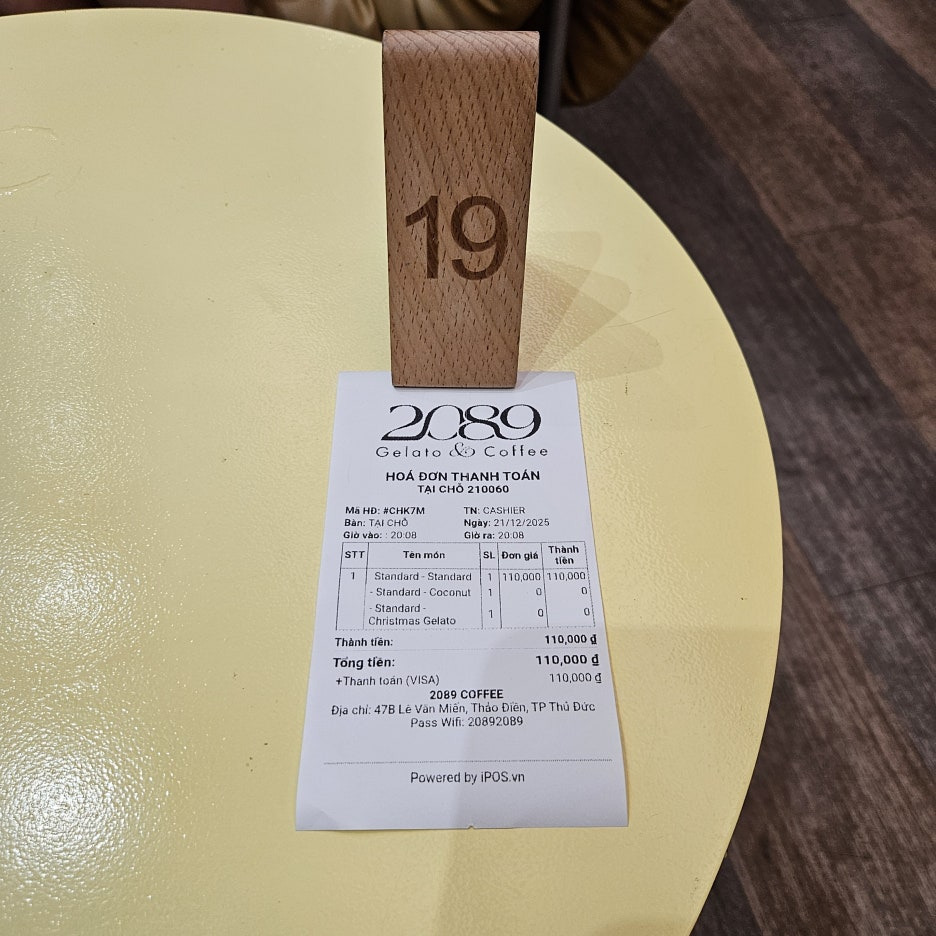 19
2089
Gelato & Coffee
HOÁ ĐƠN THANH TOÁN
TẠI CHỖ 210060
Mã HĐ: #CHK7M TN: CASHIER
Bàn: TẠI CHỖ Ngày: 21/12/2025
Giờ vào: : 20:08 Giờ ra: 20:08
STT Tên món SL Đơn giá Thành tiền
1 Standard - Standard 1 110,000 110,000
- Standard - Coconut 1 0 0
- Standard -
Christmas Gelato 1 0 0
Thành tiền: 110,000 ₫
Tổng tiền: 110,000 ₫
+Thanh toán (VISA) 110,000 ₫
2089 COFFEE
Địa chỉ: 47B Lê Văn Miến, Thảo Điền, TP Thủ Đức
Pass Wifi: 20892089
Powered by iPOS.vn